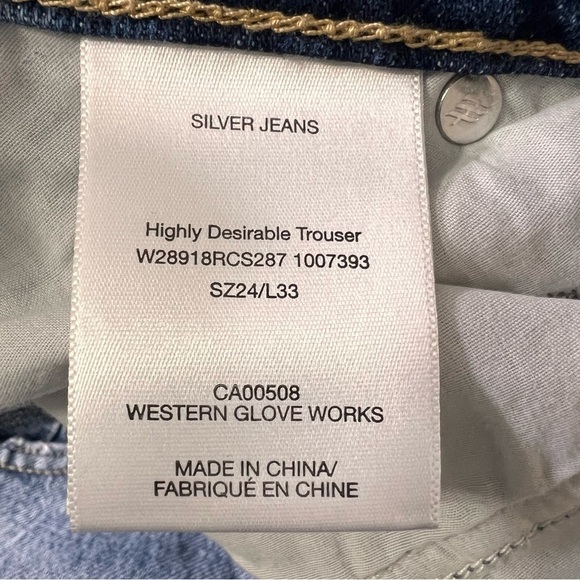 SILVER JEANS
Highly Desirable Trouser
W28918RCS287 1007393
SZ24/L33
CA00508
WESTERN GLOVE WORKS
MADE IN CHINA/
FABRIQUÉ EN CHINE